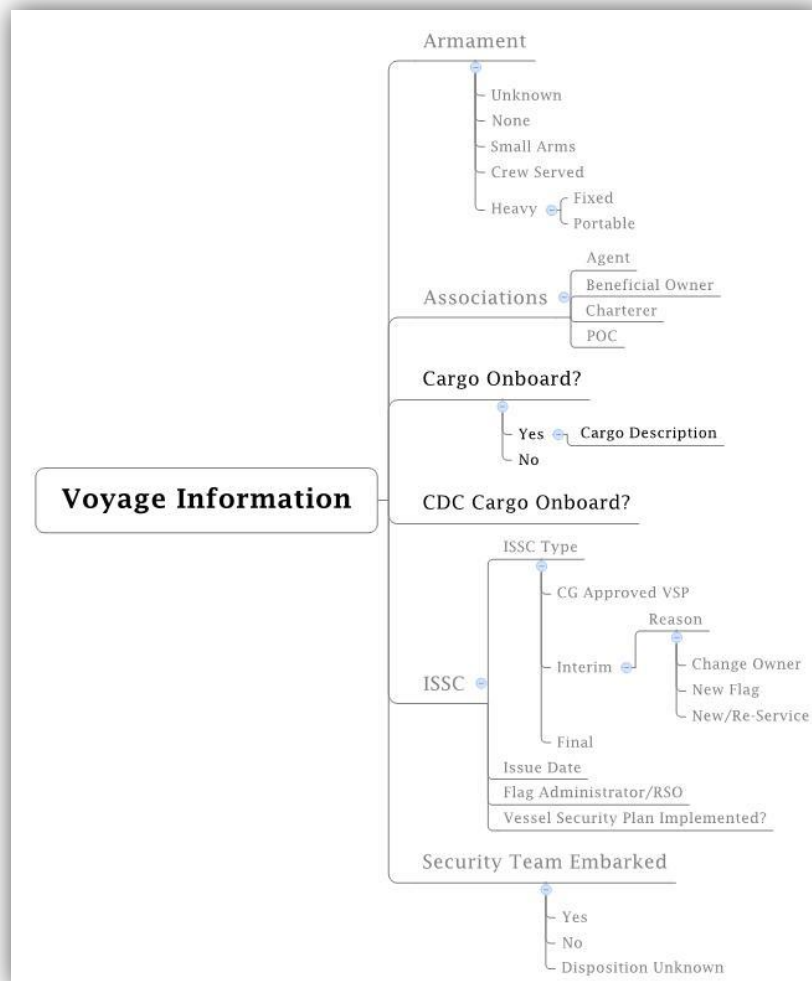 Armament
Unknown
None
Small Arms
Crew Served
Heavy
Fixed
Portable
Associations
Agent
Beneficial Owner
Charterer
POC
Cargo Onboard?
Yes
Cargo Description
No
Voyage Information
CDC Cargo Onboard?
ISSC
ISSC Type
CG Approved VSP
Interim
Reason
Change Owner
New Flag
New/Re-Service
Final
Issue Date
Flag Administrator/RSO
Vessel Security Plan Implemented?
Security Team Embarked
Yes
No
Disposition Unknown